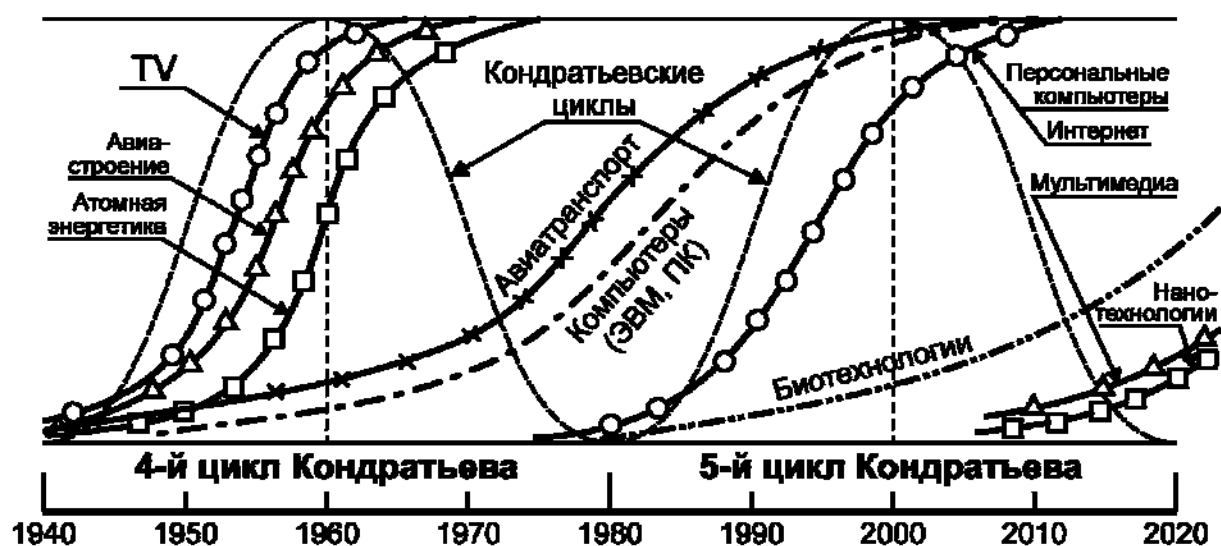 TV
Авиа-
строение
Атомная
энергетика
Кондратьевские
циклы
Авиатранспорт
Компьютеры
(ЭВМ, ПК)
Персональные
компьютеры
Интернет
Мультимедиа
Нано-
технологии
Биотехнологии
4-й цикл Кондратьева
5-й цикл Кондратьева
1940 1950 1960 1970 1980 1990 2000 2010 2020